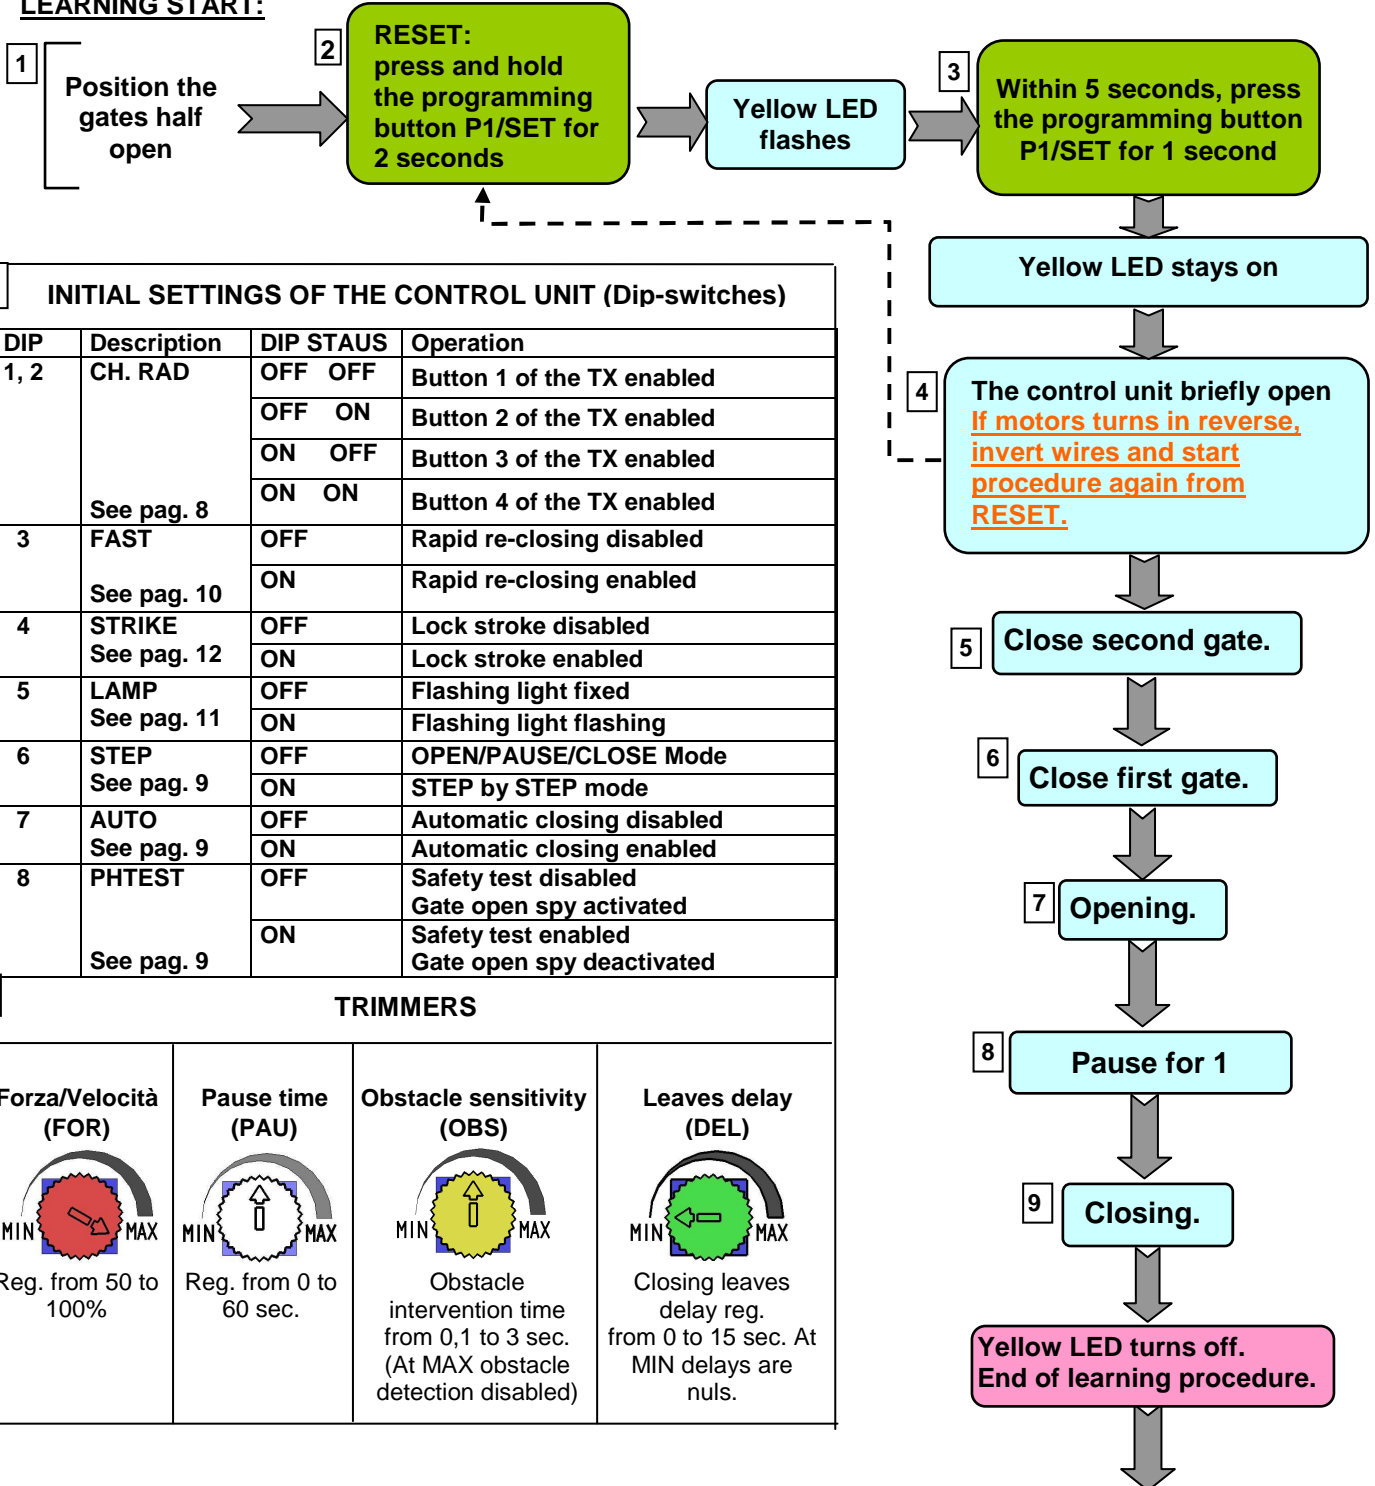 LEARNING START:
1
Position the
gates half
open
2
RESET:
press and hold
the programming
button P1/SET for
2 seconds
Yellow LED
flashes
3
Within 5 seconds, press
the programming button
P1/SET for 1 second
Yellow LED stays on
4
The control unit briefly open
If motors turns in reverse,
invert wires and start
procedure again from
RESET.
5
Close second gate.
6
Close first gate.
7
Opening.
8
Pause for 1
9
Closing.
Yellow LED turns off.
End of learning procedure.
INITIAL SETTINGS OF THE CONTROL UNIT (Dip-switches)
DIP Description DIP STAUS Operation
1, 2 CH. RAD OFF OFF Button 1 of the TX enabled
OFF ON Button 2 of the TX enabled
ON OFF Button 3 of the TX enabled
See pag. 8 ON ON Button 4 of the TX enabled
3 FAST OFF Rapid re-closing disabled
See pag. 10 ON Rapid re-closing enabled
4 STRIKE OFF Lock stroke disabled
See pag. 12 ON Lock stroke enabled
5 LAMP OFF Flashing light fixed
See pag. 11 ON Flashing light flashing
6 STEP OFF OPEN/PAUSE/CLOSE Mode
See pag. 9 ON STEP by STEP mode
7 AUTO OFF Automatic closing disabled
See pag. 9 ON Automatic closing enabled
8 PHTEST OFF Safety test disabled
Gate open spy activated
ON Safety test enabled
See pag. 9 Gate open spy deactivated
TRIMMERS
Forza/Velocità
(FOR)
MIN MAX
Reg. from 50 to
100%
Pause time
(PAU)
MIN MAX
Reg. from 0 to
60 sec.
Obstacle sensitivity
(OBS)
MIN MAX
Obstacle
intervention time
from 0,1 to 3 sec.
(At MAX obstacle
detection disabled)
Leaves delay
(DEL)
MIN MAX
Closing leaves
delay reg.
from 0 to 15 sec. At
MIN delays are
nuls.